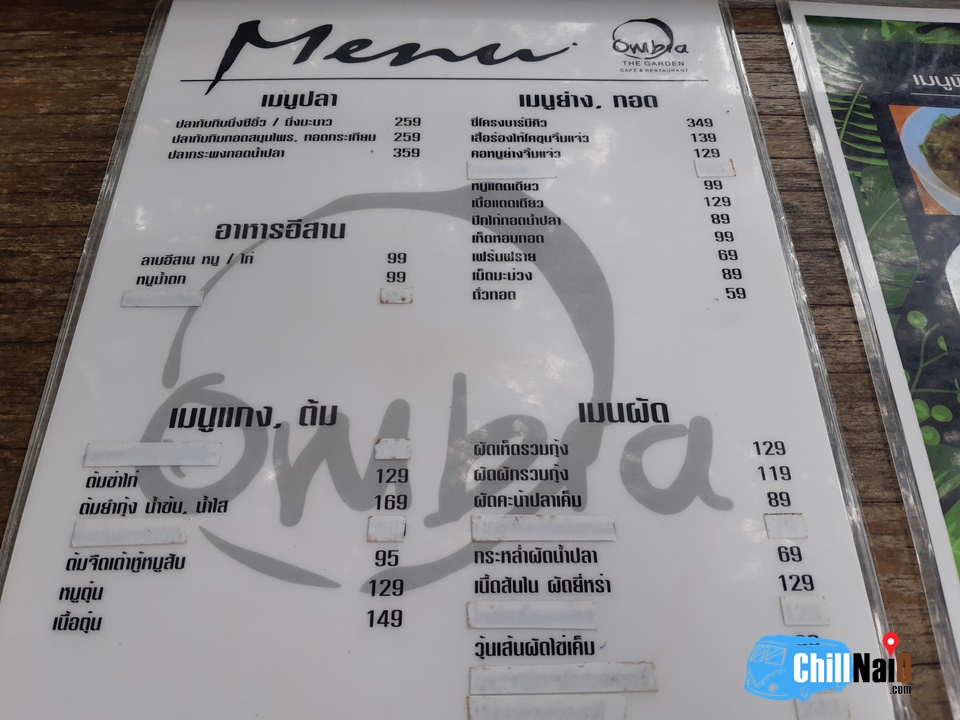 Menu
Ombra
THE GARDEN
CAFE & RESTAURANT
เมนูปลา
ปลาทับทิมนึ่งซีอิ๊ว / นึ่งมะนาว 259
ปลาทับทิมทอดสมุนไพร, ทอดกระเทียม 259
ปลากระพงทอดน้ำปลา 359
อาหารอีสาน
ลาบอีสาน หมู / ไก่ 99
หมูน้ำตก 99
เมนูแกง, ต้ม
ต้มข่าไก่ 129
ต้มยำกุ้ง น้ำข้น, น้ำใส 169
ต้มจืดเต้าหู้หมูสับ 95
หมูตุ๋น 129
เนื้อตุ๋น 149
เมนูย่าง, ทอด
ซี่โครงบาร์บีคิว 349
เสือร้องไห้โคขุนจิ้มแจ่ว 139
คอหมูย่างจิ้มแจ่ว 129
หมูแดดเดียว 99
เนื้อแดดเดียว 129
ปีกไก่ทอดน้ำปลา 89
เห็ดหอมทอด 99
เฟร้นฟราย 69
เม็ดมะม่วง 89
ถั่วทอด 59
เมนผัด
ผัดเห็ดรวมกุ้ง 129
ผัดผักรวมกุ้ง 119
ผัดคะน้าปลาเค็ม 89
กระหล่ำผัดน้ำปลา 69
เนื้อสันใน ผัดยี่หร่า 129
วุ้นเส้นผัดไข่เค็ม
Ombra
ChillNaiD
.com